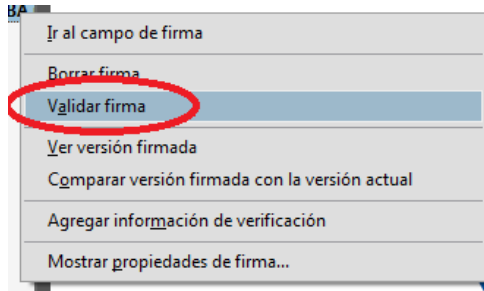 BA
Ir al campo de firma
Borrar firma
Validar firma
Ver versión firmada
Comparar versión firmada con la versión actual
Agregar información de verificación
Mostrar propiedades de firma...